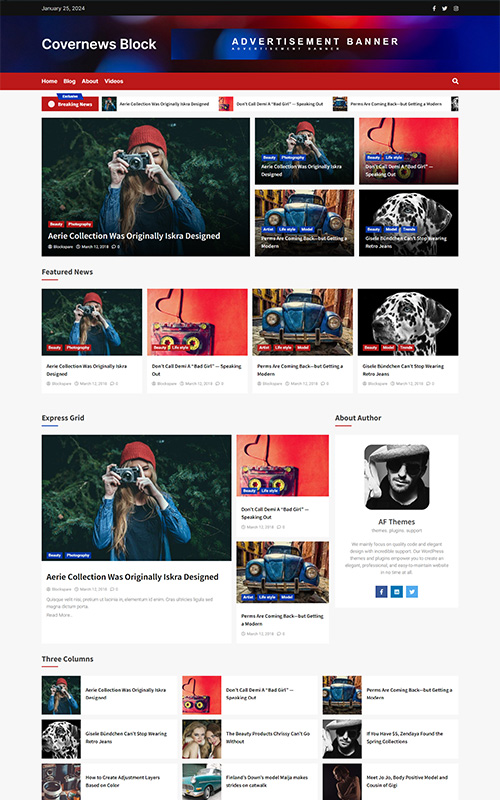 January 25, 2024
Covernews Block
ADVERTISEMENT BANNER
ADVERTISEMENT BANNER
Home Blog About Videos
Exclusive
Breaking News
Aerie Collection Was Originally Iskra Designed
Don't Call Demi A "Bad Girl" — Speaking Out
Perms Are Coming Back—but Getting a Modern
Beauty Photography
Aerie Collection Was Originally Iskra Designed
Blockspare March 12, 2018 0
Beauty Photography
Aerie Collection Was Originally Iskra
Designed
Beauty Life style
Don't Call Demi A "Bad Girl" —
Speaking Out
Artist Life style Model
Perms Are Coming Back—but Getting a
Modern
Beauty Model Trends
Gisele Bündchen Can't Stop Wearing
Retro Jeans
Featured News
Beauty Photography
Aerie Collection Was Originally Iskra
Designed
Blockspare March 12, 2018 0
Beauty Life style
Don't Call Demi A "Bad Girl" — Speaking
Out
Blockspare March 12, 2018 0
Artist Life style Model
Perms Are Coming Back—but Getting a
Modern
Blockspare March 12, 2018 0
Beauty Model Trends
Gisele Bündchen Can't Stop Wearing
Retro Jeans
Blockspare March 12, 2018 0
Express Grid
Beauty Photography
Aerie Collection Was Originally Iskra Designed
Blockspare March 12, 2018 0
Quisque velit nisi, pretium ut lacinia in, elementum id enim. Cras ultricies ligula sed
magna dictum porta.
Read More..
Beauty Life style
Don't Call Demi A "Bad Girl" —
Speaking Out
March 12, 2018 0
Artist Life style Model
Perms Are Coming Back—but Getting
a Modern
March 12, 2018 0
About Author
AF Themes
themes, plugins, support
We mainly focus on quality code and elegant
design with incredible support. Our WordPress
themes and plugins empower you to create an
elegant, professional, and easy to maintain website
in no time at all.
Three Columns
Aerie Collection Was Originally Iskra
Designed
Don't Call Demi A "Bad Girl" — Speaking
Out
Perms Are Coming Back—but Getting a
Modern
Gisele Bündchen Can't Stop Wearing
Retro Jeans
The Beauty Products Chrissy Can't Go
Without
If You Have $$, Zendaya Found the
Spring Collections
How to Create Adjustment Layers
Based on Color
Finland's Dawn's model Maija makes
strides on catwalk
Meet Jo Jo, Body Positive Model and
Cousin of Gigi